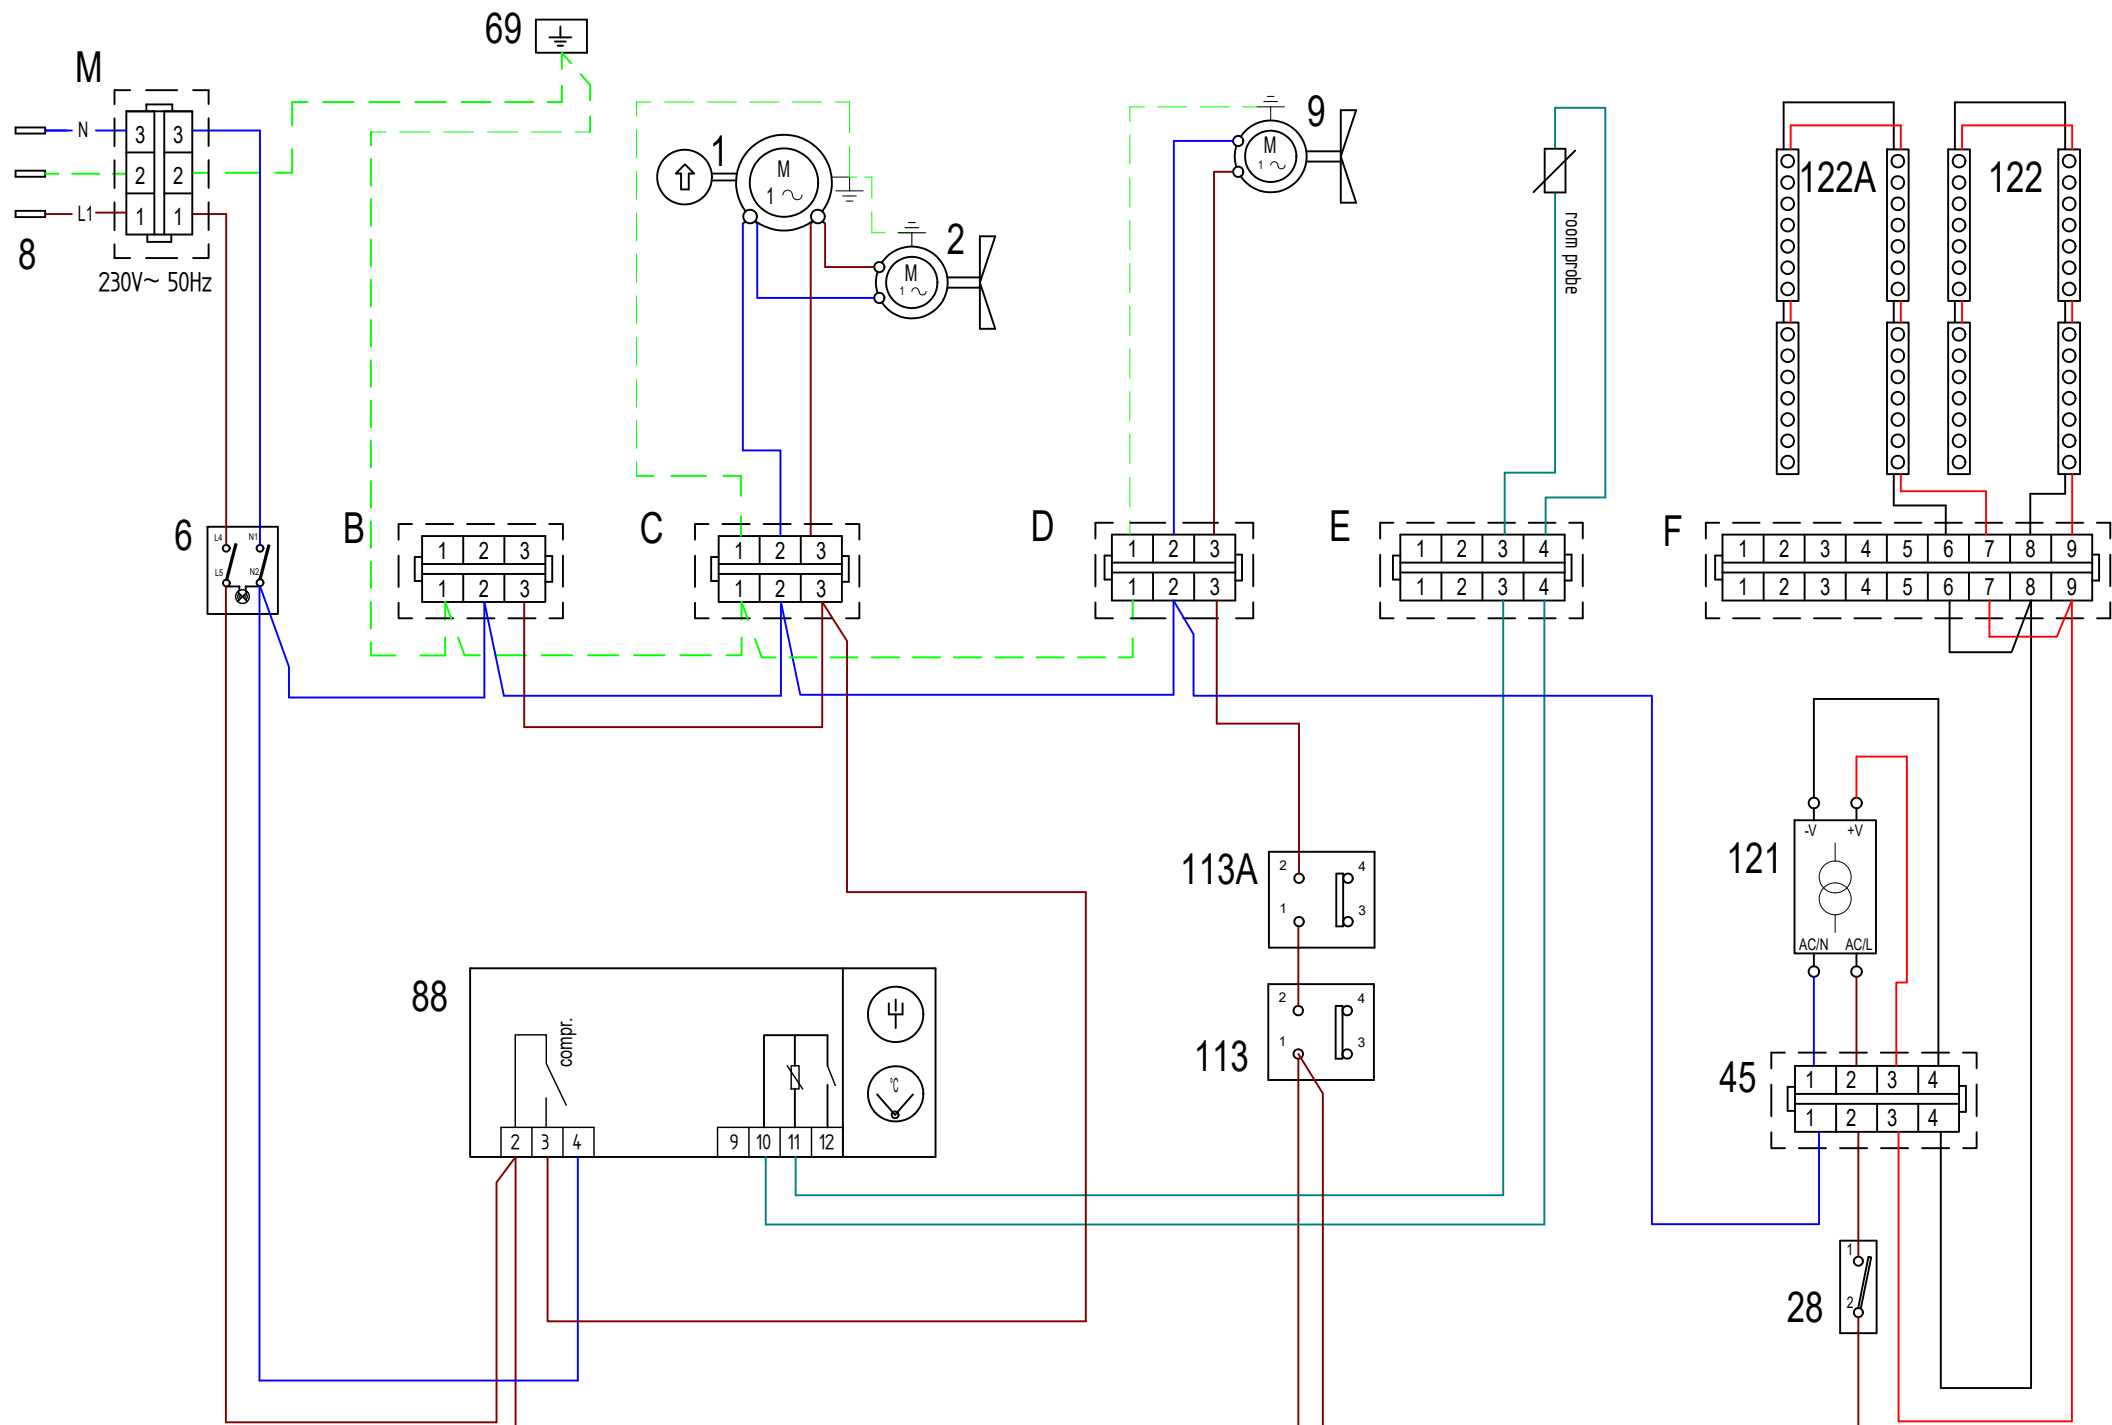 69
M
N
3 3
2 2
L1
1 1
8
230V~ 50Hz
1
M
1 ~
2
M
1 ~
9
M
1 ~
room probe
122A
122
6
L4
N1
L5
N2
B
1 2 3
1 2 3
C
1 2 3
1 2 3
D
1 2 3
1 2 3
E
1 2 3 4
1 2 3 4
F
1 2 3 4 5 6 7 8 9
1 2 3 4 5 6 7 8 9
113A
2 4
1 3
113
2 4
1 3
121
-V +V
AC/N AC/L
88
compr.
°C
2 3 4
9 10 11 12
45
1 2 3 4
1 2 3 4
28
1
2